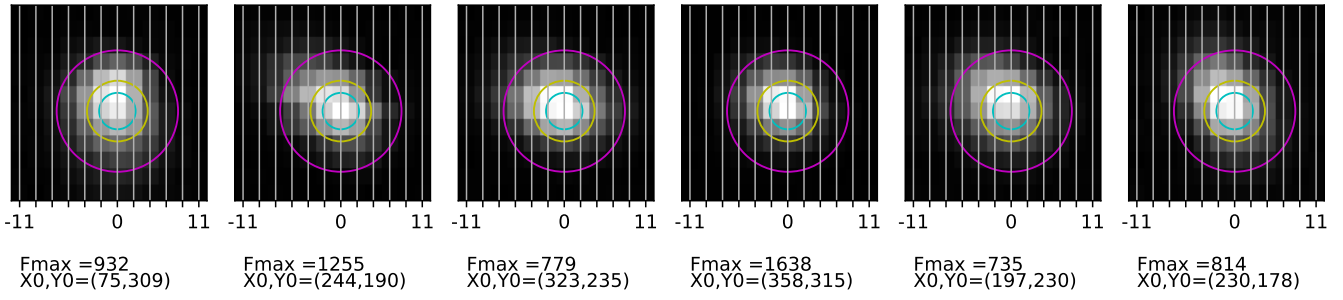 -11 0 11 -11 0 11 -11 0 11 -11 0 11 -11 0 11 -11 0 11
Fmax =932 Fmax =1255 Fmax =779 Fmax =1638 Fmax =735 Fmax =814
X0,Y0=(75,309) X0,Y0=(244,190) X0,Y0=(323,235) X0,Y0=(358,315) X0,Y0=(197,230) X0,Y0=(230,178)